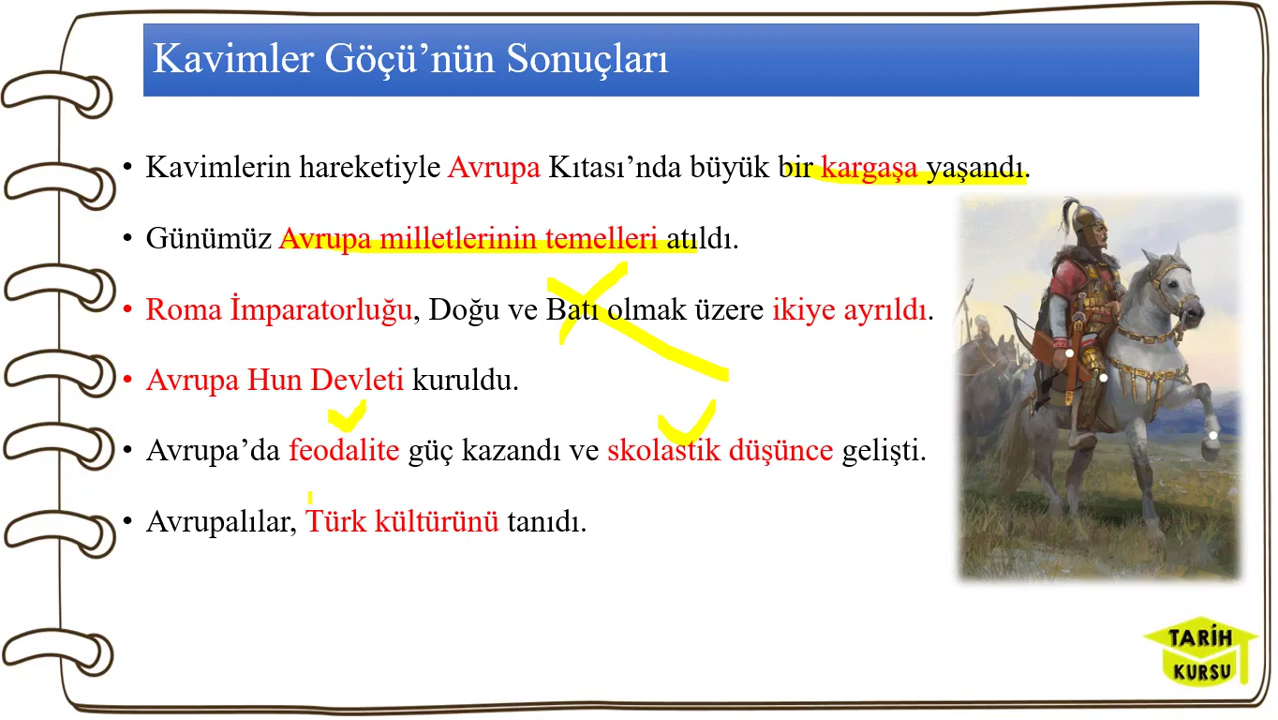 Kavimler Göçü’nün Sonuçları
• Kavimlerin hareketiyle Avrupa Kıtası’nda büyük bir kargaşa yaşandı.
• Günümüz Avrupa milletlerinin temelleri atıldı.
• Roma İmparatorluğu, Doğu ve Batı olmak üzere ikiye ayrıldı.
• Avrupa Hun Devleti kuruldu.
• Avrupa’da feodalite güç kazandı ve skolastik düşünce gelişti.
• Avrupalılar, Türk kültürünü tanıdı.
TARİH
KURSU